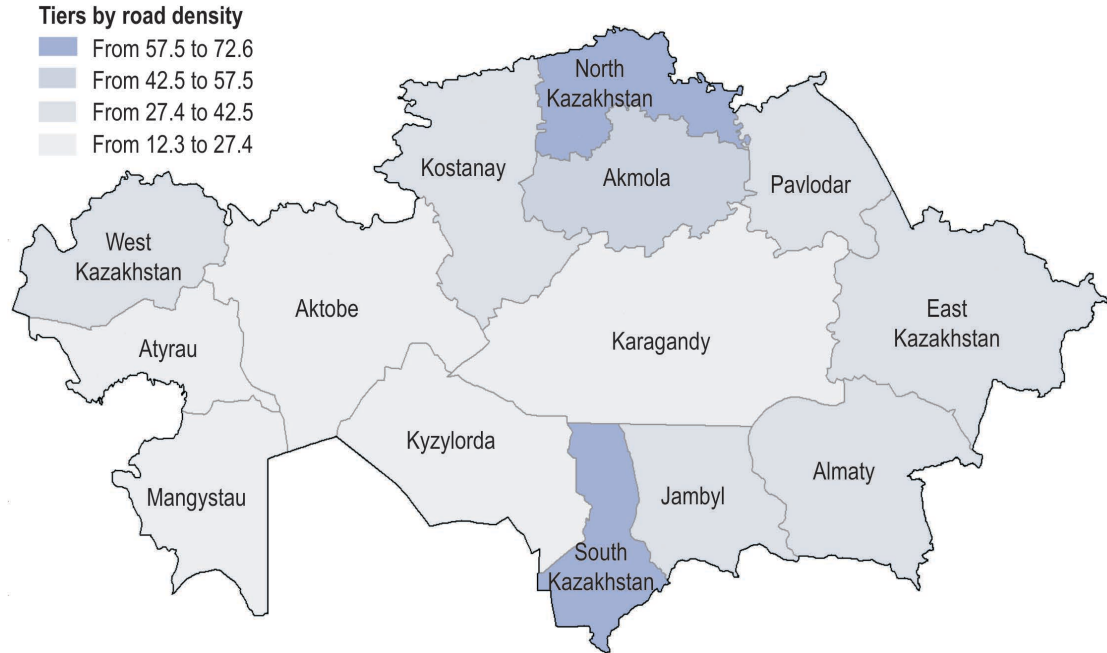 Tiers by road density
From 57.5 to 72.6
From 42.5 to 57.5
From 27.4 to 42.5
From 12.3 to 27.4
North
Kazakhstan
Kostanay
Akmola
Pavlodar
West
Kazakhstan
Aktobe
East
Kazakhstan
Atyrau
Karagandy
Kyzylorda
Almaty
Mangystau
Jambyl
South
Kazakhstan